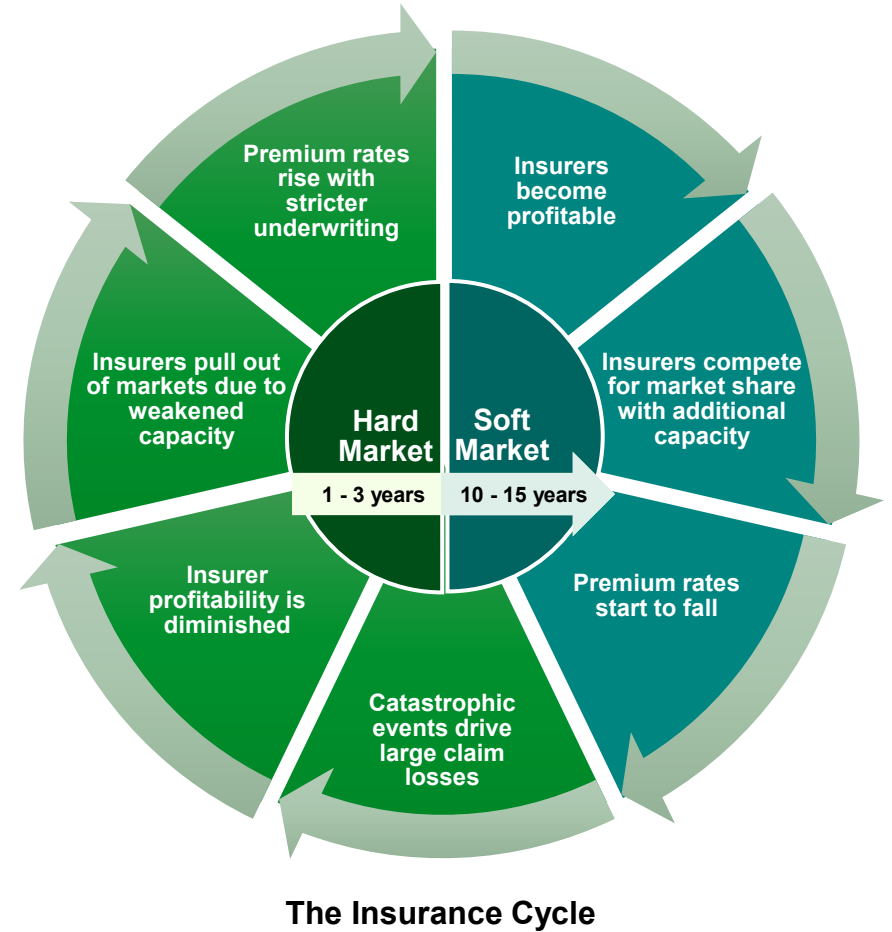 Premium rates
rise with
stricter
underwriting
Insurers
become
profitable
Insurers pull out
of markets due to
weakened
capacity
Insurers compete
for market share
with additional
capacity
Hard
Market
Soft
Market
1 - 3 years
10 - 15 years
Insurer
profitability is
diminished
Premium rates
start to fall
Catastrophic
events drive
large claim
losses
The Insurance Cycle